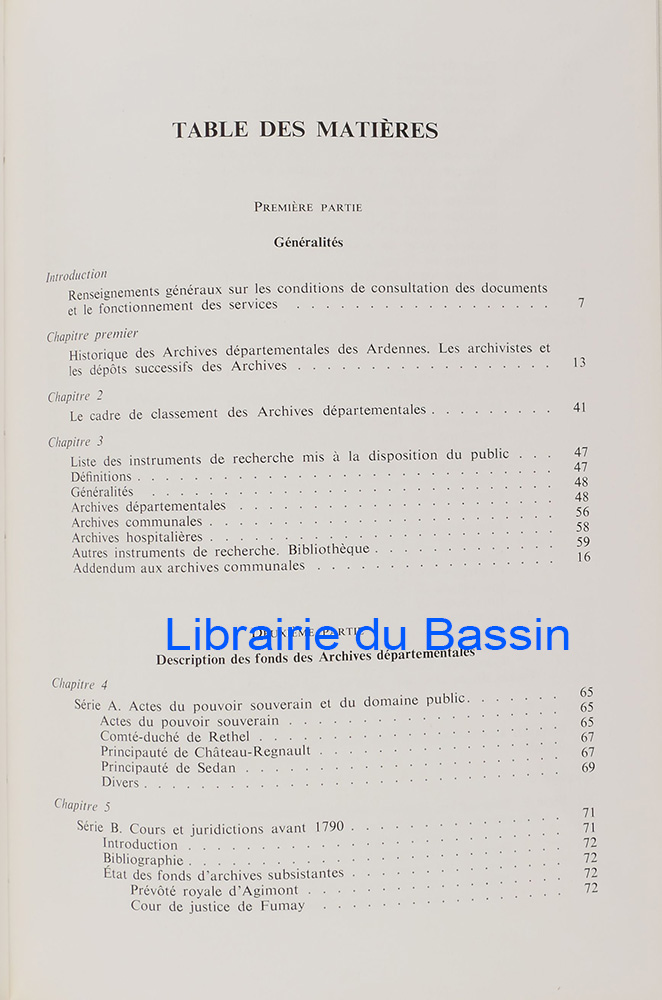 TABLE DES MATIÈRES
PREMIÈRE PARTIE
Généralités
Introduction
Renseignements généraux sur les conditions de consultation des documents
et le fonctionnement des services . . . . . . . . . . . . . . . . . . 7
Chapitre premier
Historique des Archives départementales des Ardennes. Les archivistes et
les dépôts successifs des Archives . . . . . . . . . . . . . . . . . . 13
Chapitre 2
Le cadre de classement des Archives départementales . . . . . . . . . 41
Chapitre 3
Liste des instruments de recherche mis à la disposition du public . . . 47
Définitions . . . . . . . . . . . . . . . . . . 47
Généralités . . . . . . . . . . . . . . . . . . 48
Archives départementales . . . . . . . . . . . . . . . . . . 48
Archives communales . . . . . . . . . . . . . . . . . . 56
Archives hospitalières . . . . . . . . . . . . . . . . . . 58
Autres instruments de recherche. Bibliothèque . . . . . . . . . . . . 59
Addendum aux archives communales . . . . . . . . . . . . . . . . 16
DEUXIÈME PARTIE
Librairie du Bassin
Description des fonds des Archives départementales
Chapitre 4
Série A. Actes du pouvoir souverain et du domaine public . . . . . . . 65
Actes du pouvoir souverain . . . . . . . . . . . . . . . . . . 65
Comté-duché de Rethel . . . . . . . . . . . . . . . . . . 65
Principauté de Château-Regnault . . . . . . . . . . . . . . . . 67
Principauté de Sedan . . . . . . . . . . . . . . . . . . 67
Divers . . . . . . . . . . . . . . . . . . 69
Chapitre 5
Série B. Cours et juridictions avant 1790 . . . . . . . . . . . . . . 71
Introduction . . . . . . . . . . . . . . . . . . 71
Bibliographie . . . . . . . . . . . . . . . . . . 72
État des fonds d'archives subsistantes . . . . . . . . . . . . . . 72
Prévôté royale d'Agimont . . . . . . . . . . . . . . . . . 72
Cour de justice de Fumay . . . . . . . . . . . . . . . . 72